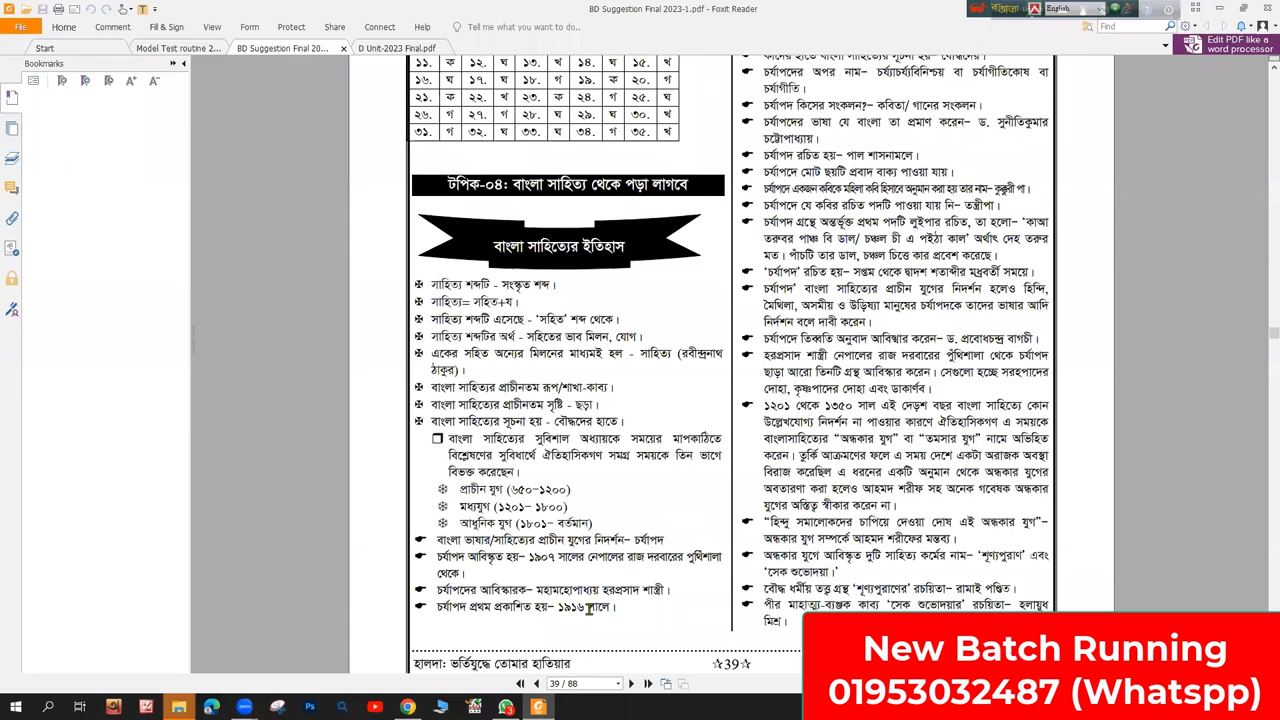 BD Suggestion Final 2023-1.pdf - Foxit Reader
English
File
Home
Comment
Fill & Sign
View
Form
Protect
Share
Connect
Help
Tell me what you want to do...
Find
Start
Model Test routine 2...
BD Suggestion Final 20...
D Unit-2023 Final.pdf
Edit PDF like a
word processor
Bookmarks
১১. ক ১২. ঘ ১৩. খ ১৪. ঘ ১৫. খ
১৬. ঘ ১৭. ঘ ১৮. গ ১৯. ক ২০. গ
২১. ক ২২. খ ২৩. ক ২৪. গ ২৫. ঘ
২৬. গ ২৭. গ ২৮. ঘ ২৯. ঘ ৩০. খ
৩১. গ ৩২. ঘ ৩৩. ঘ ৩৪. গ ৩৫. খ
টপিক-০৪: বাংলা সাহিত্য থেকে পড়া লাগবে
বাংলা সাহিত্যের ইতিহাস
সাহিত্য শব্দটি - সংস্কৃত শব্দ।
সাহিত্য= সহিত+য।
সাহিত্য শব্দটি এসেছে - ‘সহিত’ শব্দ থেকে।
সাহিত্য শব্দটির অর্থ - সহিতের ভাব মিলন, যোগ।
একের সহিত অন্যের মিলনের মাধ্যমই হল - সাহিত্য (রবীন্দ্রনাথ
ঠাকুর)।
বাংলা সাহিত্যের প্রাচীনতম রূপ/শাখা-কাব্য।
বাংলা সাহিত্যের প্রাচীনতম সৃষ্টি - ছড়া।
বাংলা সাহিত্যের সূচনা হয় - বৌদ্ধদের হাতে।
বাংলা সাহিত্যের সুবিশাল অধ্যায়কে সময়ের মাপকাঠিতে
বিশ্লেষণের সুবিধার্থে ঐতিহাসিকগণ সমগ্র সময়কে তিন ভাগে
বিভক্ত করেছেন।
প্রাচীন যুগ (৬৫০-১২০০)
মধ্যযুগ (১২০১- ১৮০০)
আধুনিক যুগ (১৮০১- বর্তমান)
বাংলা ভাষার/সাহিত্যের প্রাচীন যুগের নিদর্শন- চর্যাপদ
চর্যাপদ আবিস্কৃত হয়- ১৯০৭ সালের নেপালের রাজ দরবারের পুথিশালা
থেকে।
চর্যাপদের আবিস্কারক- মহামহোপাধ্যয় হরপ্রসাদ শাস্ত্রী।
চর্যাপদ প্রথম প্রকাশিত হয়- ১৯১৬ সালে।
কাদের হাতে বাংলা সাহিত্যের সূচনা হয়- বৌদ্ধদের।
চর্যাপদের অপর নাম- চর্য্যাচর্য্যবিনিশ্চয় বা চর্যাগীতিকোষ বা
চর্যাগীতি।
চর্যাপদ কিসের সংকলন?- কবিতা/ গানের সংকলন।
চর্যাপদের ভাষা যে বাংলা তা প্রমাণ করেন- ড. সুনীতিকুমার
চট্টোপাধ্যায়।
চর্যাপদ রচিত হয়- পাল শাসনামলে।
চর্যাপদে মোট ছয়টি প্রবাদ বাক্য পাওয়া যায়।
চর্যাপদে একজন কবিকে মহিলা কবি হিসাবে অনুমান করা হয় তার নাম- কুক্কুরী পা।
চর্যাপদে যে কবির রচিত পদটি পাওয়া যায় নি- তন্ত্রীপা।
চর্যাপদ গ্রন্থে অন্তর্ভূক্ত প্রথম পদটি লুইপার রচিত, তা হলো- ‘কাআ
তরুবর পাঞ্চ বি ডাল/ চঞ্চল চী এ পইঠা কাল’ অর্থাৎ দেহ তরুর
মত। পাঁচটি তার ডাল, চঞ্চল চিত্তে কার প্রবেশ করেছে।
‘চর্যাপদ’ রচিত হয়- সপ্তম থেকে দ্বাদশ শতাব্দীর মধ্রবর্তী সময়ে।
চর্যাপদ’ বাংলা সাহিত্যের প্রাচীন যুগের নিদর্শন হলেও হিন্দি,
মৈথিলা, অসমীয় ও উড়িষ্যা মানুষের চর্যাপদকে তাদের ভাষার আদি
নির্দশন বলে দাবী করেন।
চর্যাপদে তিব্বতি অনুবাদ আবিষ্কার করেন- ড. প্রবোধচন্দ্র বাগচী।
হরপ্রসাদ শাস্ত্রী নেপালের রাজ দরবারের পুঁথিশালা থেকে চর্যাপদ
ছাড়া আরো তিনটি গ্রন্থ আবিস্কার করেন। সেগুলো হচ্ছে সরহপাদের
দোহা, কৃষ্ণপাদের দোহা এবং ডাকার্ণব।
১২০১ থেকে ১৩৫০ সাল এই দেড়শ বছর বাংলা সাহিত্যে কোন
উল্লেখযোগ্য নিদর্শন না পাওয়ার কারণে ঐতিহাসিকগণ এ সময়কে
বাংলাসাহিত্যের “অন্ধকার যুগ” বা “তমসার যুগ” নামে অভিহিত
করেন। তুর্কি আক্রমণের ফলে এ সময় দেশে একটা অরাজক অবস্থা
বিরাজ করেছিল এ ধরনের একটি অনুমান থেকে অন্ধকার যুগের
অবতারণা করা হলেও আহমদ শরীফ সহ অনেক গবেষক অন্ধকার
যুগের অস্তিত্ব স্বীকার করেন না।
“হিন্দু সমালোকদের চাপিয়ে দেওয়া দোষ এই অন্ধকার যুগ”-
অন্ধকার যুগ সম্পর্কে আহমদ শরীফের মন্তব্য।
অন্ধকার যুগে আবিস্কৃত দুটি সাহিত্য কর্মের নাম- ‘শূণ্যপুরাণ’ এবং
‘সেক শুভোদয়া।’
বৌদ্ধ ধর্মীয় তত্ত্ব গ্রন্থ ‘শূণ্যপুরাণের’ রচয়িতা- রামাই পণ্ডিত।
পীর মাহাত্ম্য-ব্যঞ্জক কাব্য ‘সেক শুভোদয়ার’ রচয়িতা- হলায়ুধ
মিশ্র।
হালদা: ভর্তিযুদ্ধে তোমার হাতিয়ার
☆39☆
39 / 88
New Batch Running
01953032487 (Whatspp)